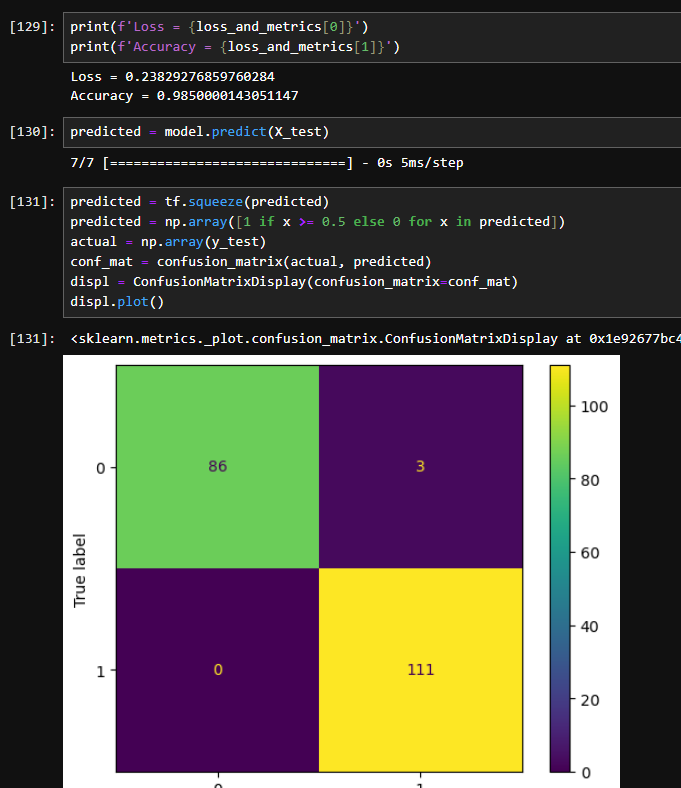 [129]: print(f'Loss = {loss_and_metrics[0]}')
print(f'Accuracy = {loss_and_metrics[1]}')
Loss = 0.23829276859760284
Accuracy = 0.9850000143051147
[130]: predicted = model.predict(X_test)
7/7 [==============================] - 0s 5ms/step
[131]: predicted = tf.squeeze(predicted)
predicted = np.array([1 if x >= 0.5 else 0 for x in predicted])
actual = np.array(y_test)
conf_mat = confusion_matrix(actual, predicted)
displ = ConfusionMatrixDisplay(confusion_matrix=conf_mat)
displ.plot()
[131]: <sklearn.metrics._plot.confusion_matrix.ConfusionMatrixDisplay at 0x1e92677bc4
100
86 3
0
80
True label
60
40
1 0 111
20
0